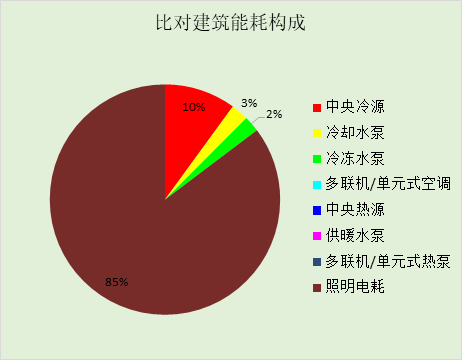 比对建筑能耗构成
10%
3%
2%
85%
中央冷源
冷却水泵
冷冻水泵
多联机/单元式空调
中央热源
供暖水泵
多联机/单元式热泵
照明电耗